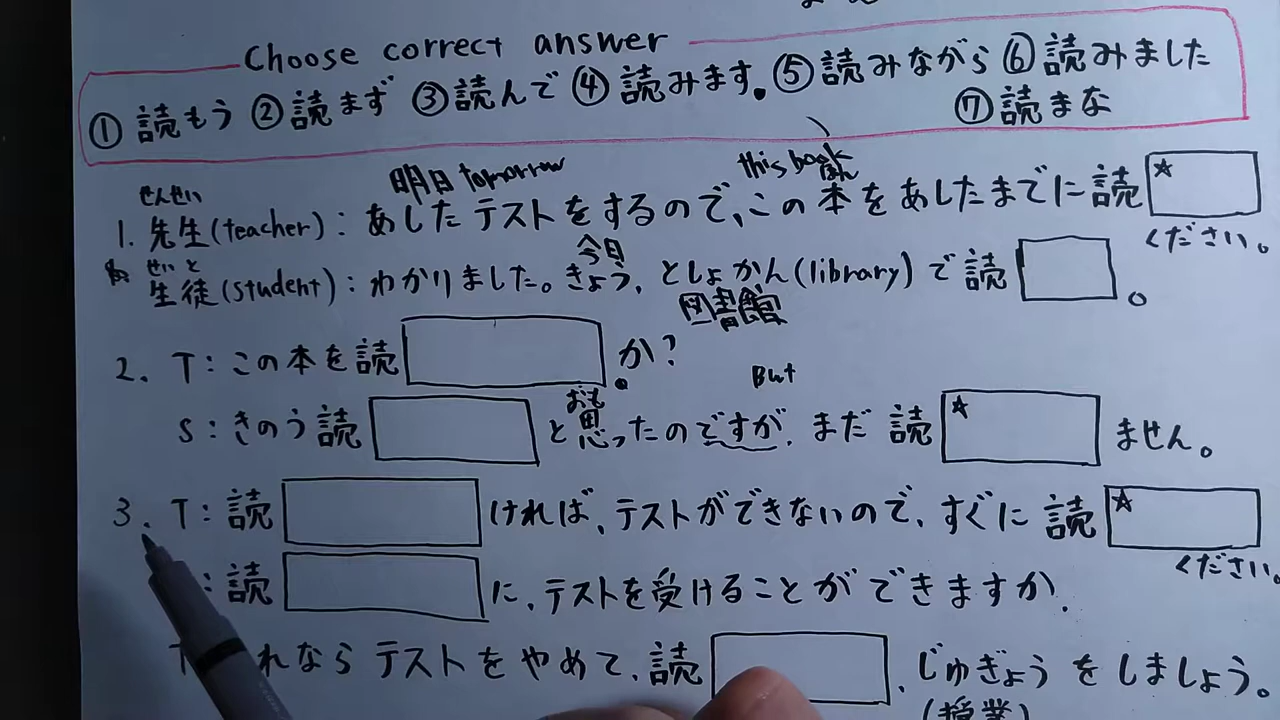 Choose correct answer
①読もう ②読まず ③読んで ④読みます。 ⑤読みながら ⑥読みました
⑦読まな
明日 tomorrow this book
せんせい ほん
1. 先生(teacher): あしたテストをするので、この本をあしたまでに読☆
ください。
せいと 今日
生徒(student): わかりました。きょう、としょかん(library)で読 。
図書館
2. T: この本を読 。か?
But
おも
S: きのう読 と思ったのですが、まだ読☆ ません。
3. T: 読 ければ、テストができないので、すぐに読☆
ください。
: 読 に、テストを受けることができますか.
れならテストをやめて、読 、じゅぎょうをしましょう。
(授業)